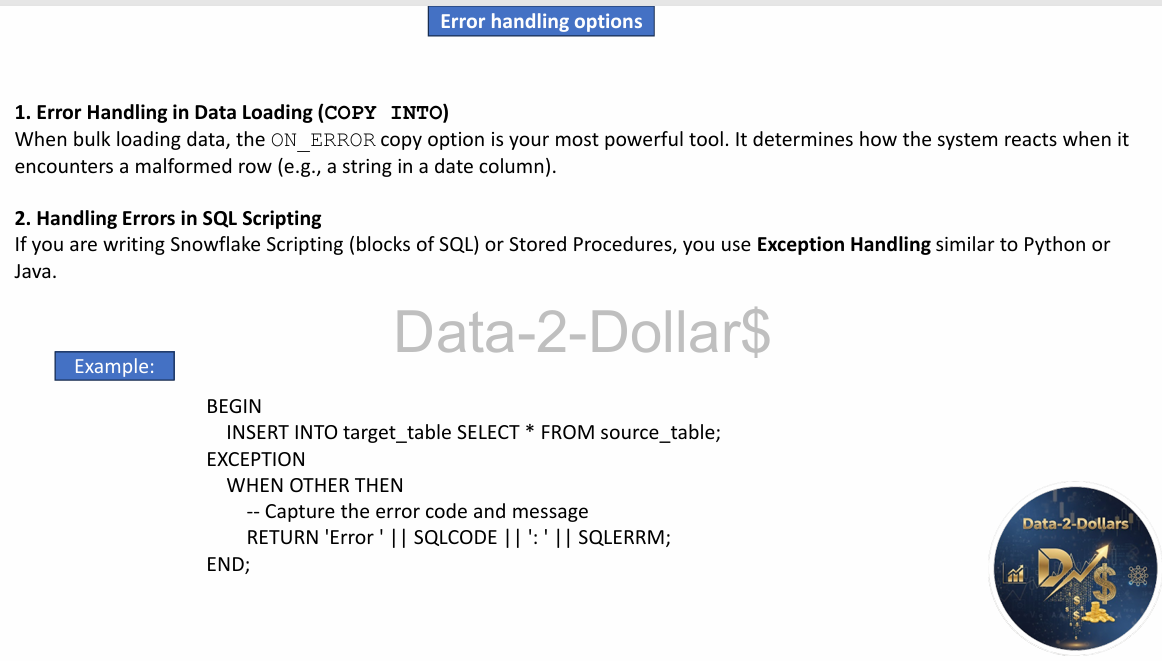 Error handling options
1. Error Handling in Data Loading (COPY INTO)
When bulk loading data, the ON_ERROR copy option is your most powerful tool. It determines how the system reacts when it
encounters a malformed row (e.g., a string in a date column).
2. Handling Errors in SQL Scripting
If you are writing Snowflake Scripting (blocks of SQL) or Stored Procedures, you use Exception Handling similar to Python or
Java.
Data-2-Dollar$
Example:
BEGIN
INSERT INTO target_table SELECT * FROM source_table;
EXCEPTION
WHEN OTHER THEN
-- Capture the error code and message
RETURN 'Error ' || SQLCODE || ': ' || SQLERRM;
END;
Data-2-Dollars